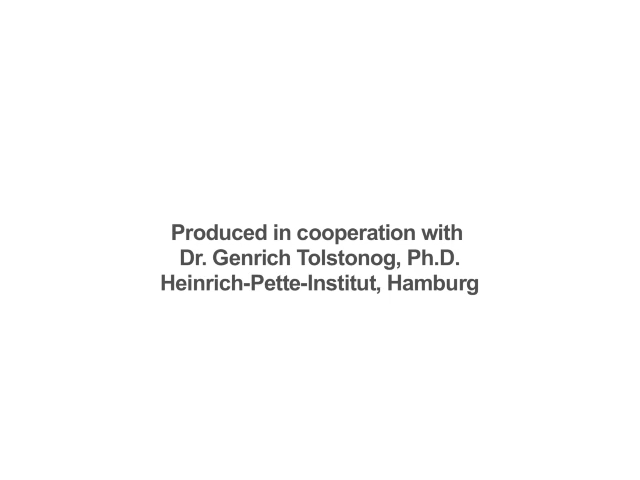 Produced in cooperation with
Dr. Genrich Tolstonog, Ph.D.
Heinrich-Pette-Institut, Hamburg